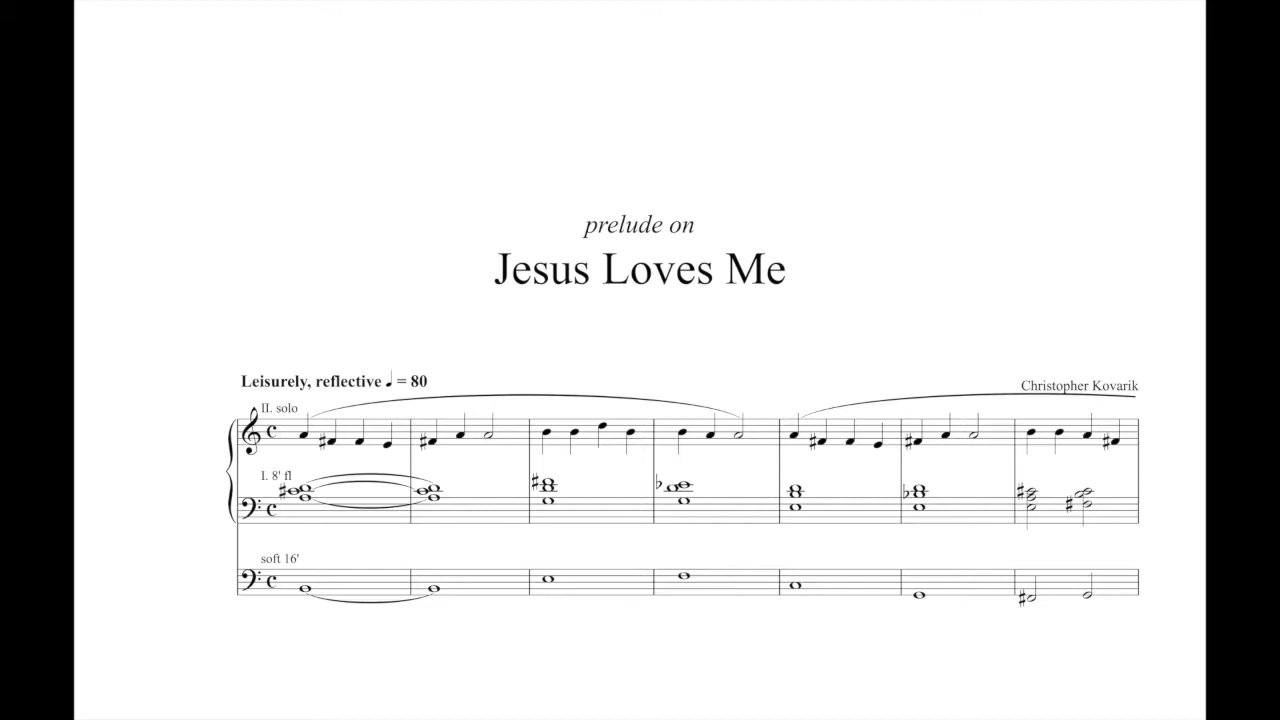 prelude on
Jesus Loves Me
Leisurely, reflective ♩ = 80
Christopher Kovarik
II. solo
I. 8' fl
soft 16'